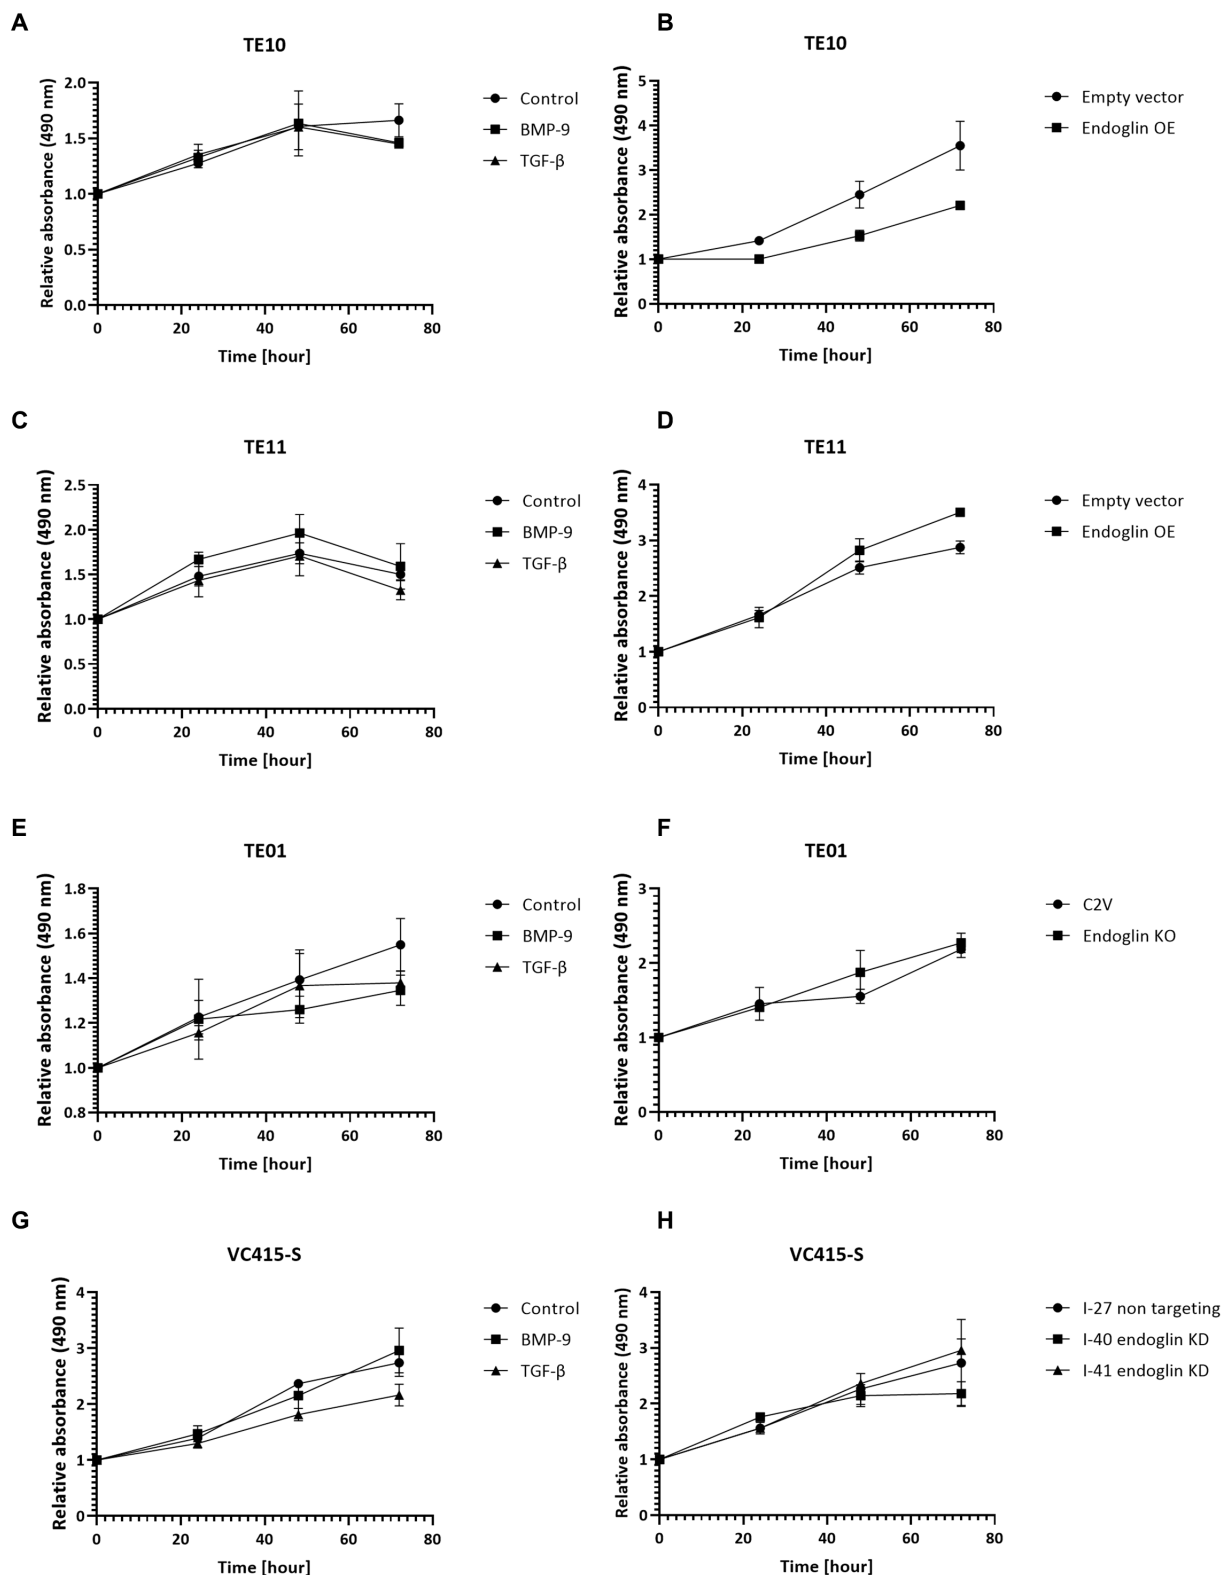 A
TE10
Relative absorbance (490 nm)
2.0
1.5
1.0
0.5
0.0
0 20 40 60 80
Time [hour]
Control
BMP-9
TGF-β
B
TE10
Relative absorbance (490 nm)
5
4
3
2
1
0
0 20 40 60 80
Time [hour]
Empty vector
Endoglin OE
C
TE11
Relative absorbance (490 nm)
2.5
2.0
1.5
1.0
0.5
0.0
0 20 40 60 80
Time [hour]
Control
BMP-9
TGF-β
D
TE11
Relative absorbance (490 nm)
4
3
2
1
0
0 20 40 60 80
Time [hour]
Empty vector
Endoglin OE
E
TE01
Relative absorbance (490 nm)
1.8
1.6
1.4
1.2
1.0
0.8
0 20 40 60 80
Time [hour]
Control
BMP-9
TGF-β
F
TE01
Relative absorbance (490 nm)
3
2
1
0
0 20 40 60 80
Time [hour]
C2V
Endoglin KO
G
VC415-S
Relative absorbance (490 nm)
4
3
2
1
0
0 20 40 60 80
Time [hour]
Control
BMP-9
TGF-β
H
VC415-S
Relative absorbance (490 nm)
4
3
2
1
0
0 20 40 60 80
Time [hour]
I-27 non targeting
I-40 endoglin KD
I-41 endoglin KD